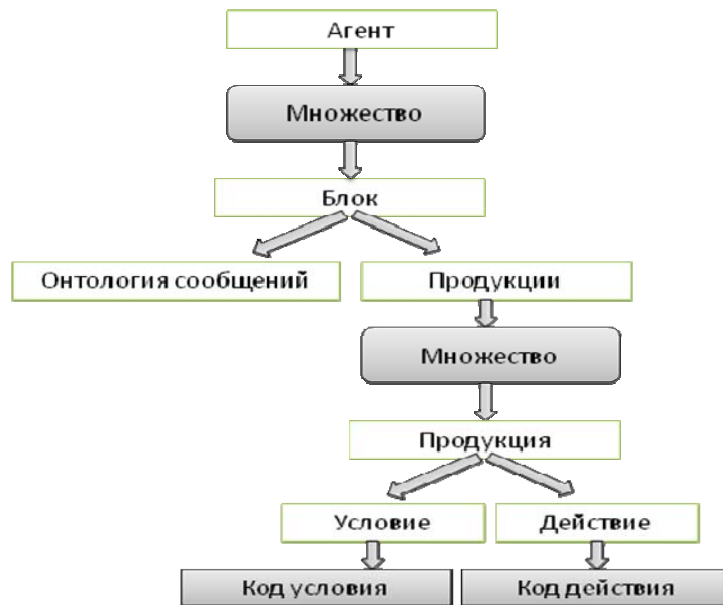 Агент
Множество
Блок
Онтология сообщений
Продукции
Множество
Продукция
Условие
Действие
Код условия
Код действия